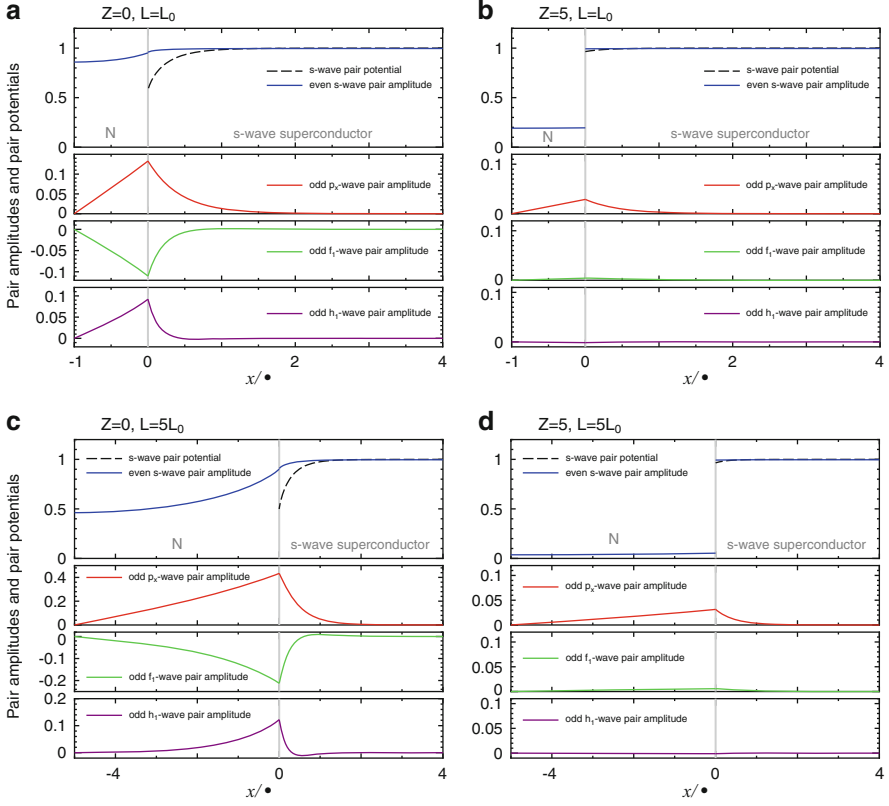 a Z=0, L=L₀
1
0.5
0
s-wave pair potential
even s-wave pair amplitude
N
s-wave superconductor
0.1
0.05
0
odd pₓ-wave pair amplitude
0
-0.05
-0.1
odd f₁-wave pair amplitude
0.1
0.05
0
odd h₁-wave pair amplitude
-1 0 2 4
x/•
Pair amplitudes and pair potentials
b Z=5, L=L₀
1
0.5
0
s-wave pair potential
even s-wave pair amplitude
N
s-wave superconductor
0.1
0
odd pₓ-wave pair amplitude
0.1
0
odd f₁-wave pair amplitude
0.1
0
odd h₁-wave pair amplitude
-1 0 2 4
x/•
c Z=0, L=5L₀
1
0.5
0
s-wave pair potential
even s-wave pair amplitude
N
s-wave superconductor
0.4
0.2
0
odd pₓ-wave pair amplitude
0
-0.1
-0.2
odd f₁-wave pair amplitude
0.2
0.1
0
odd h₁-wave pair amplitude
-4 0 4
x/•
Pair amplitudes and pair potentials
d Z=5, L=5L₀
1
0.5
0
s-wave pair potential
even s-wave pair amplitude
N
s-wave superconductor
0.1
0.05
0
odd pₓ-wave pair amplitude
0.1
0.05
0
odd f₁-wave pair amplitude
0.1
0.05
0
odd h₁-wave pair amplitude
-4 -2 0 2 4
x/•